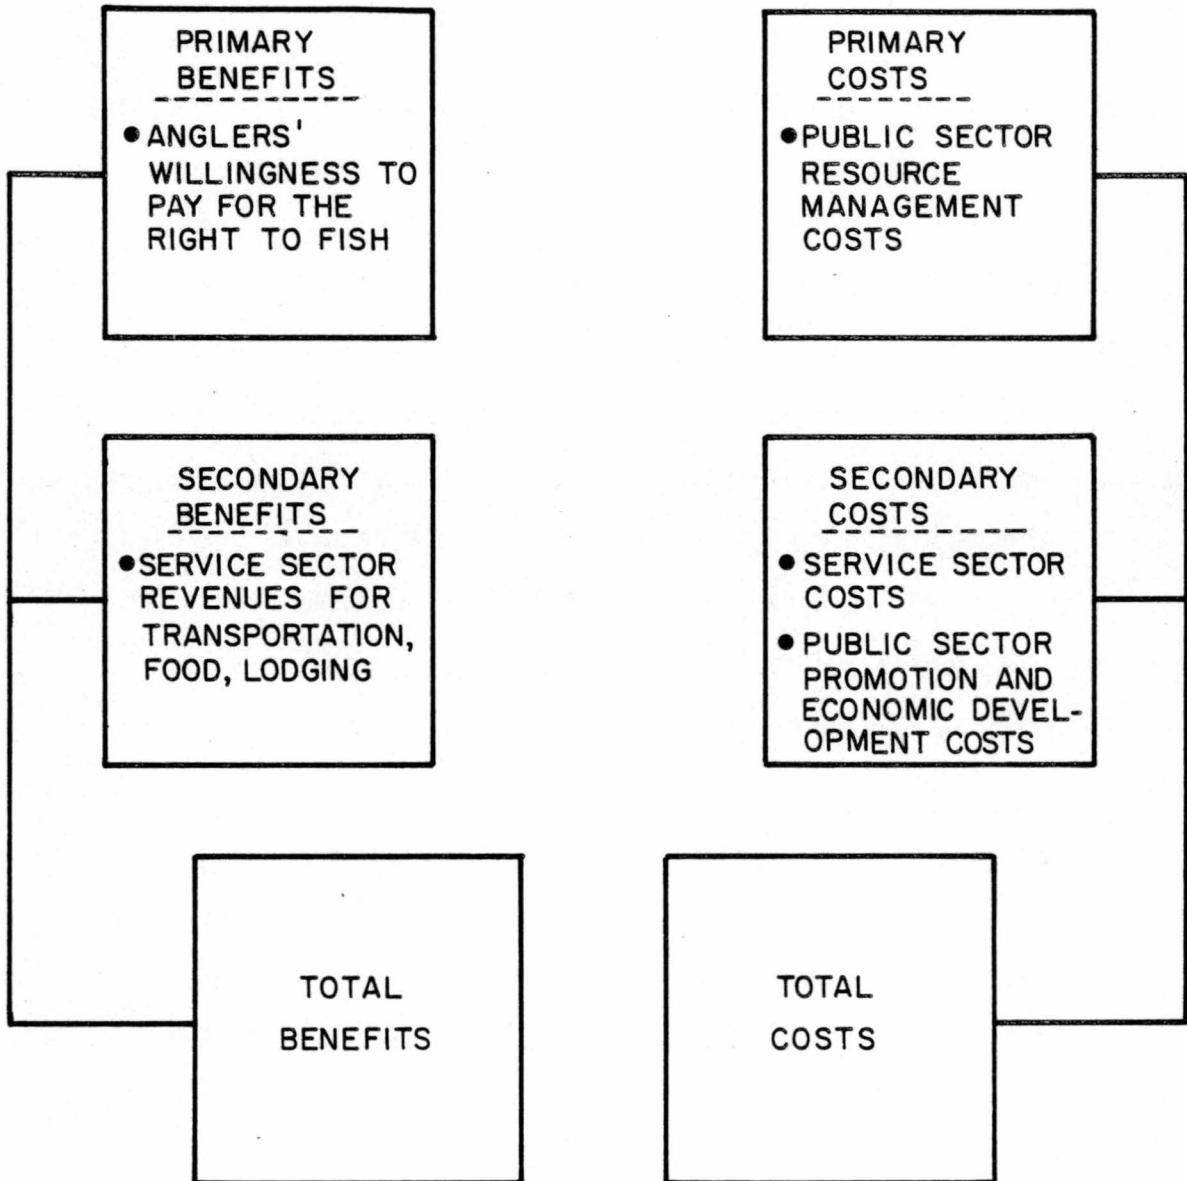 PRIMARY
BENEFITS
● ANGLERS'
WILLINGNESS TO
PAY FOR THE
RIGHT TO FISH
PRIMARY
COSTS
● PUBLIC SECTOR
RESOURCE
MANAGEMENT
COSTS
SECONDARY
BENEFITS
● SERVICE SECTOR
REVENUES FOR
TRANSPORTATION,
FOOD, LODGING
SECONDARY
COSTS
● SERVICE SECTOR
COSTS
● PUBLIC SECTOR
PROMOTION AND
ECONOMIC DEVEL-
OPMENT COSTS
TOTAL
BENEFITS
TOTAL
COSTS